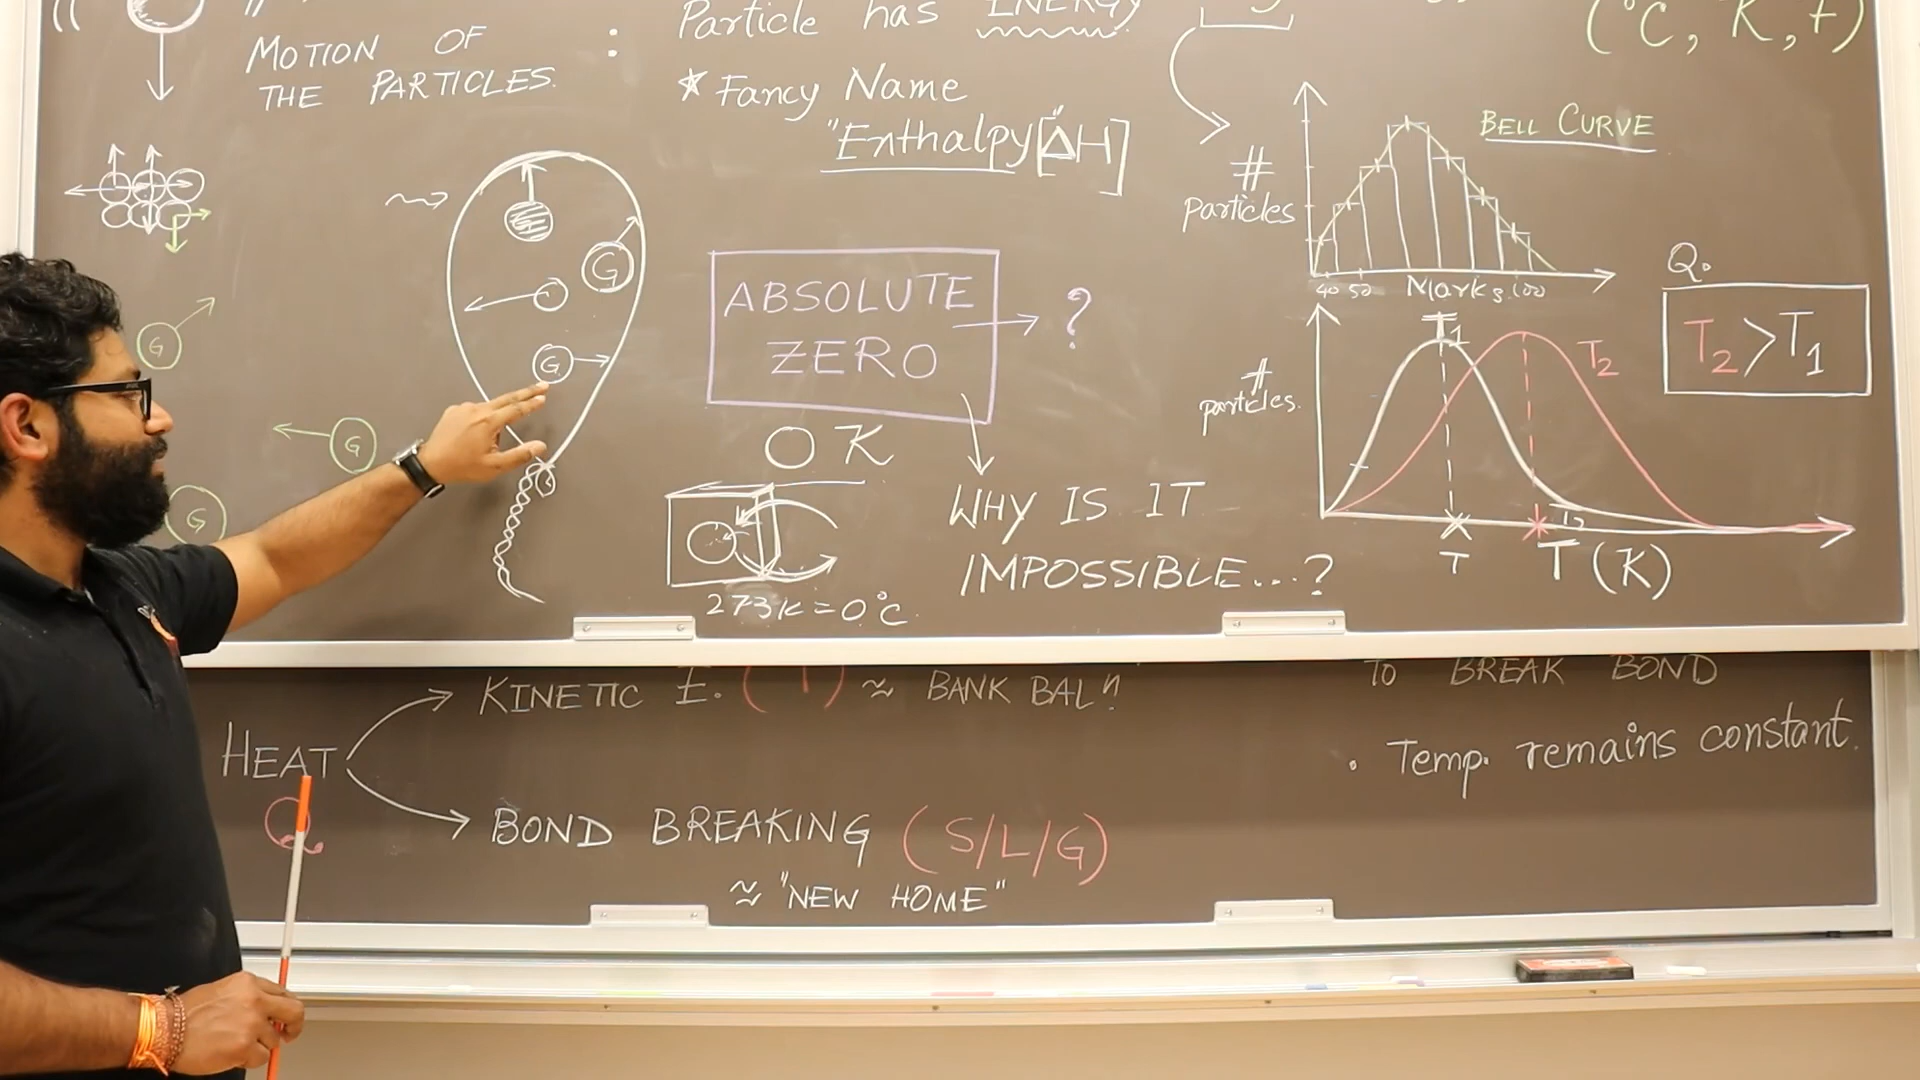 (°C, K, F)
Particle has ENERGY
MOTION OF
THE PARTICLES.
:
* Fancy Name
"Enthalpy" [ΔH]
BELL CURVE
#
particles
40 50 Marks 100
G
G
G
G
G
ABSOLUTE
ZERO
?
0 K
273K = 0°C
WHY IS IT
IMPOSSIBLE...?
Q.
T2 > T1
T1
T2
#
particles.
T
T2
T (K)
HEAT
Q
KINETIC E. (T) ≈ BANK BALn
BOND BREAKING (S/L/G)
≈ "NEW HOME"
TO BREAK BOND
• Temp. remains constant.